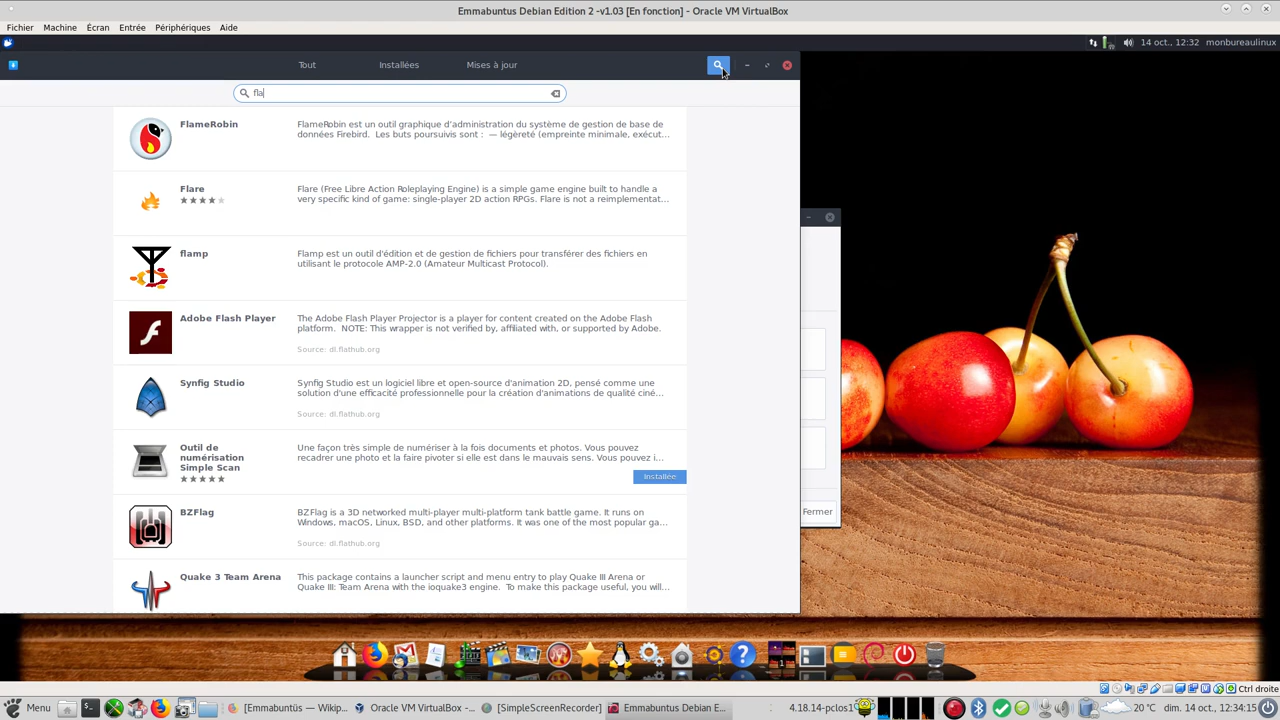 Emmabuntus Debian Edition 2 -v1.03 [En fonction] - Oracle VM VirtualBox
Fichier Machine Écran Entrée Périphériques Aide
14 oct., 12:32 monbureaulinux
Tout Installées Mises à jour
fla
FlameRobin
FlameRobin est un outil graphique d'administration du système de gestion de base de
données Firebird. Les buts poursuivis sont : — légèreté (empreinte minimale, exécut...
Flare
Flare (Free Libre Action Roleplaying Engine) is a simple game engine built to handle a
very specific kind of game: single-player 2D action RPGs. Flare is not a reimplementat...
flamp
Flamp est un outil d'édition et de gestion de fichiers pour transférer des fichiers en
utilisant le protocole AMP-2.0 (Amateur Multicast Protocol).
Adobe Flash Player
The Adobe Flash Player Projector is a player for content created on the Adobe Flash
platform. NOTE: This wrapper is not verified by, affiliated with, or supported by Adobe.
Source: dl.flathub.org
Synfig Studio
Synfig Studio est un logiciel libre et open-source d'animation 2D, pensé comme une
solution d'une efficacité professionnelle pour la création d'animations de qualité ciné...
Source: dl.flathub.org
Outil de
numérisation
Simple Scan
Une façon très simple de numériser à la fois documents et photos. Vous pouvez
recadrer une photo et la faire pivoter si elle est dans le mauvais sens. Vous pouvez i...
Installée
BZFlag
BZFlag is a 3D networked multi-player multi-platform tank battle game. It runs on
Windows, macOS, Linux, BSD, and other platforms. It was one of the most popular ga...
Source: dl.flathub.org
Quake 3 Team Arena
This package contains a launcher script and menu entry to play Quake III Arena or
Quake III: Team Arena with the ioquake3 engine. To make this package useful, you will...
Fermer
Ctrl droite
Menu [Emmabuntüs — Wikip... Oracle VM VirtualBox -... [SimpleScreenRecorder] Emmabuntus Debian E... 4.18.14-pclos1 20 °C dim. 14 oct., 12:34:15